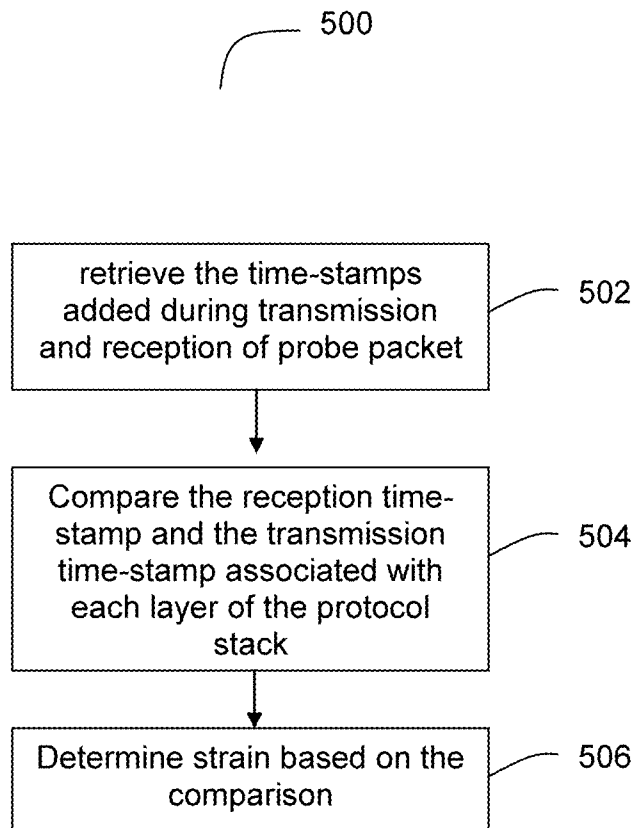 500
retrieve the time-stamps
added during transmission
and reception of probe packet
502
Compare the reception time-
stamp and the transmission
time-stamp associated with
each layer of the protocol
stack
504
Determine strain based on the
comparison
506